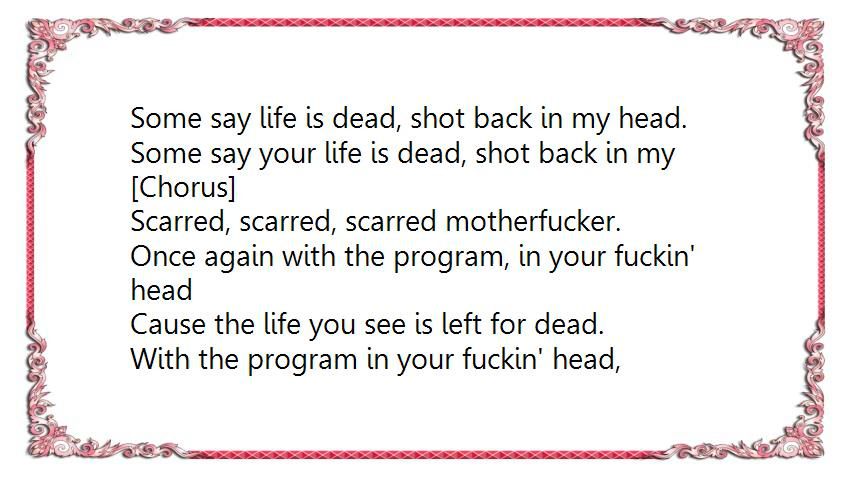 Some say life is dead, shot back in my head.
Some say your life is dead, shot back in my
[Chorus]
Scarred, scarred, scarred motherfucker.
Once again with the program, in your fuckin'
head
Cause the life you see is left for dead.
With the program in your fuckin' head,